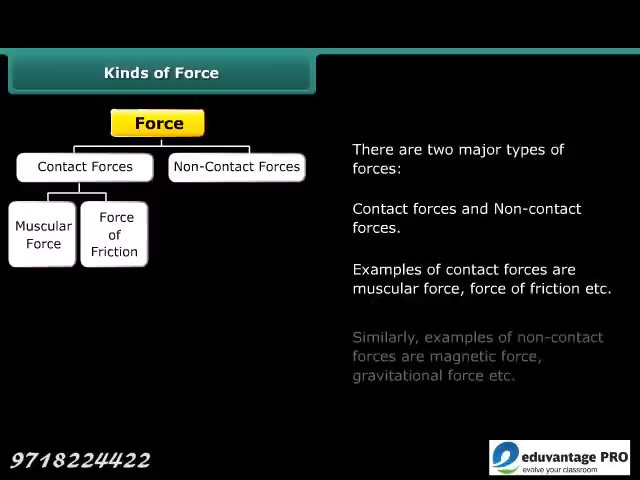 Kinds of Force
Force
Contact Forces
Non-Contact Forces
Muscular
Force
Force
of
Friction
There are two major types of
forces:
Contact forces and Non-contact
forces.
Examples of contact forces are
muscular force, force of friction etc.
Similarly, examples of non-contact
forces are magnetic force,
gravitational force etc.
9718224422
eduvantage PRO
evolve your classroom